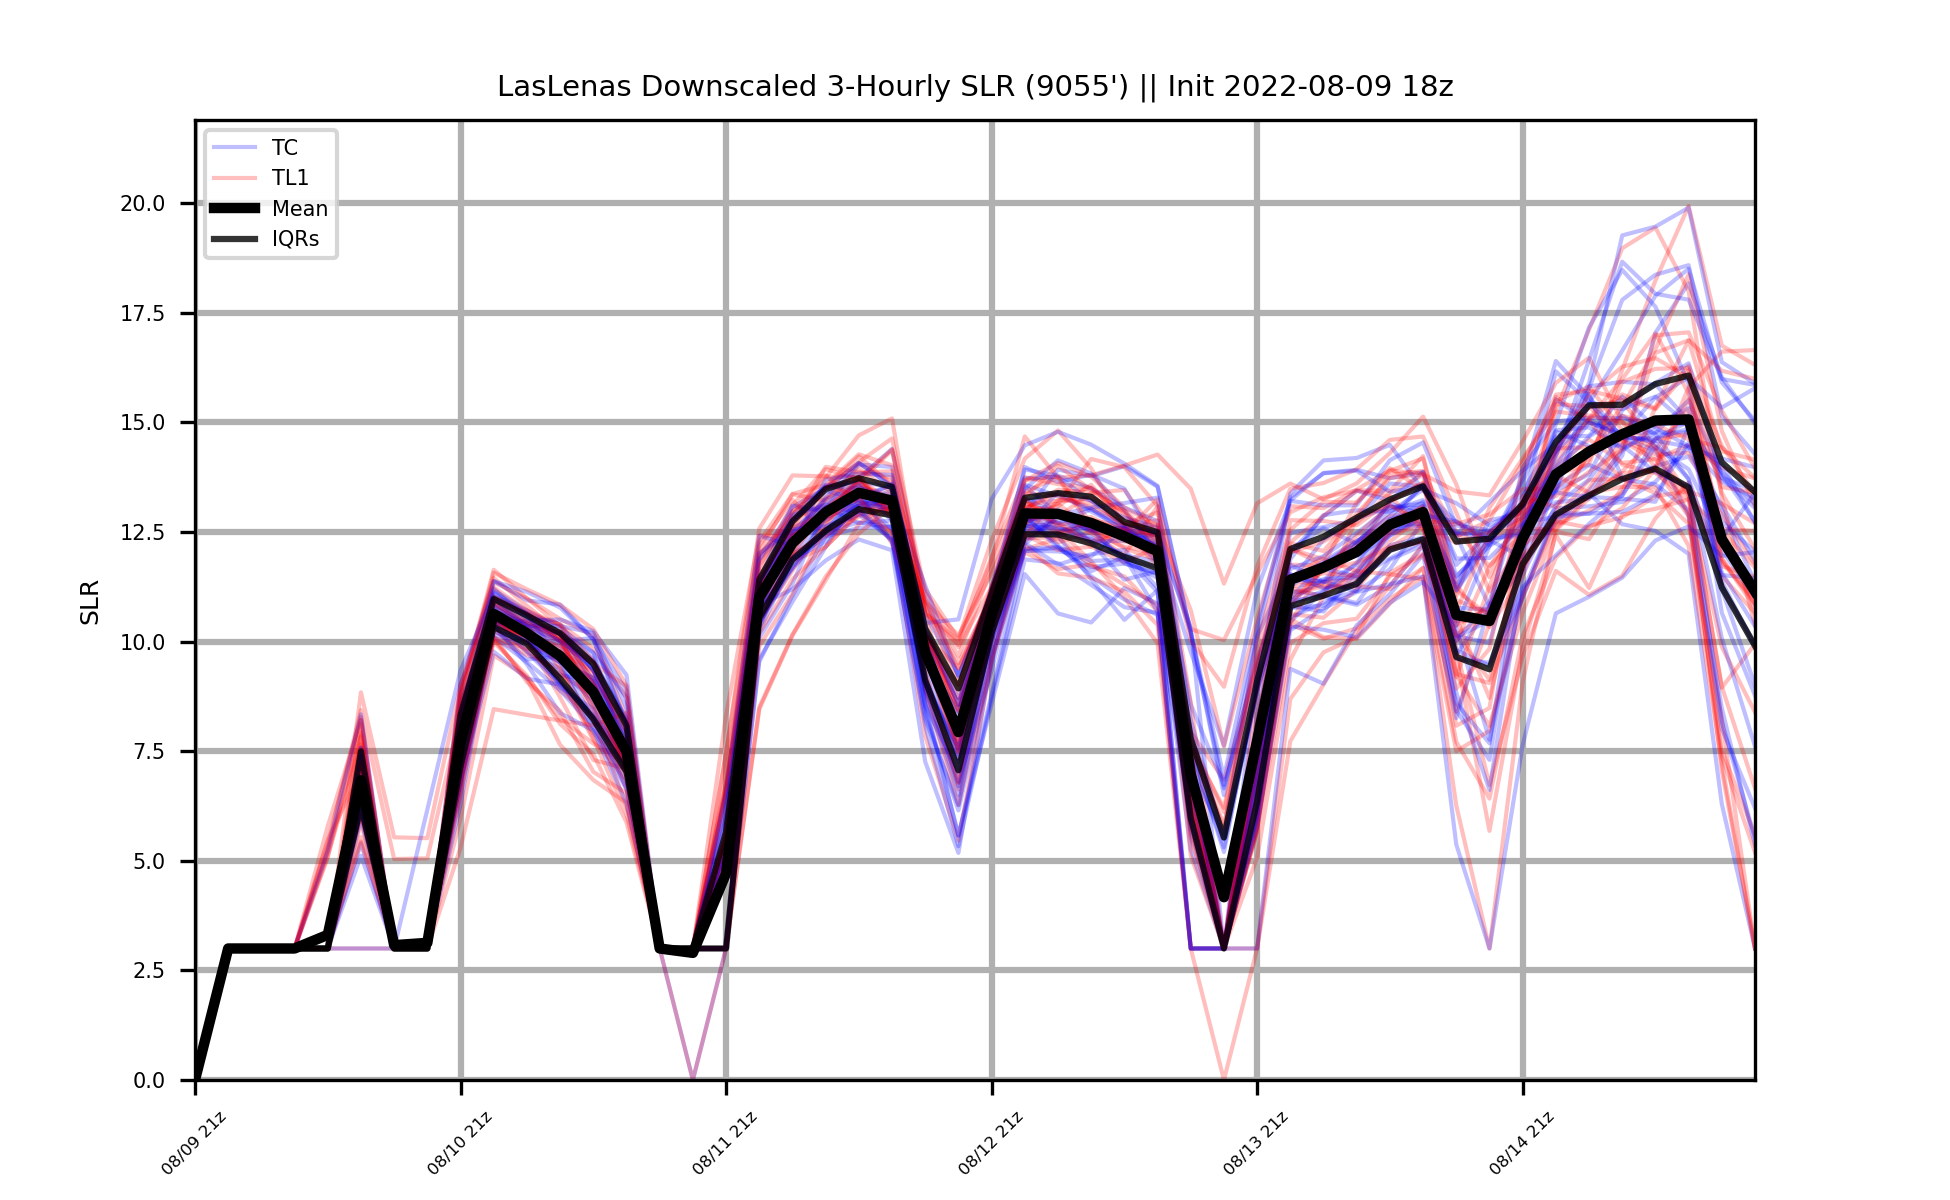 LasLenas Downscaled 3-Hourly SLR (9055') || Init 2022-08-09 18z
TC
TL1
Mean
IQRs
SLR
20.0
17.5
15.0
12.5
10.0
7.5
5.0
2.5
0.0
08/09 21z
08/10 21z
08/11 21z
08/12 21z
08/13 21z
08/14 21z